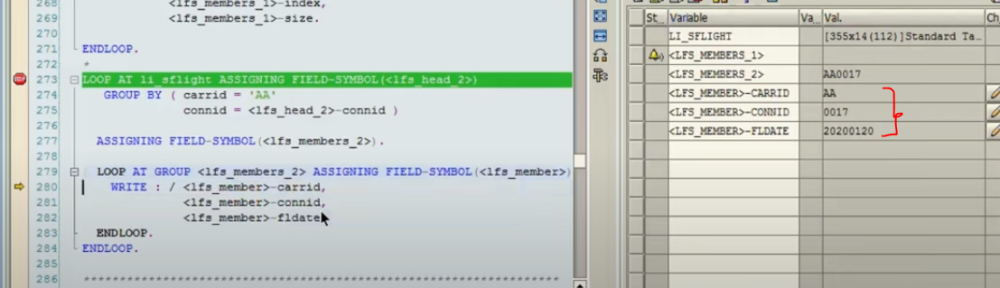 268 <lfs_members_1>-index,
269 <lfs_members_1>-size.
270
271 ENDLOOP.
272 *
273 LOOP AT li_sflight ASSIGNING FIELD-SYMBOL(<lfs_head_2>)
274 GROUP BY ( carrid = 'AA'
275 connid = <lfs_head_2>-connid )
276
277 ASSIGNING FIELD-SYMBOL(<lfs_members_2>).
278
279 LOOP AT GROUP <lfs_members_2> ASSIGNING FIELD-SYMBOL(<lfs_member>)
280 WRITE : / <lfs_member>-carrid,
281 <lfs_member>-connid,
282 <lfs_member>-fldate
283 ENDLOOP.
284 ENDLOOP.
285
286 ****************************************************************************
St... Variable Va... Val. Ch
LI_SFLIGHT [355x14(112)]Standard Ta...
<LFS_MEMBERS_1>
<LFS_MEMBERS_2> AA0017
<LFS_MEMBER>-CARRID AA
<LFS_MEMBER>-CONNID 0017
<LFS_MEMBER>-FLDATE 20200120